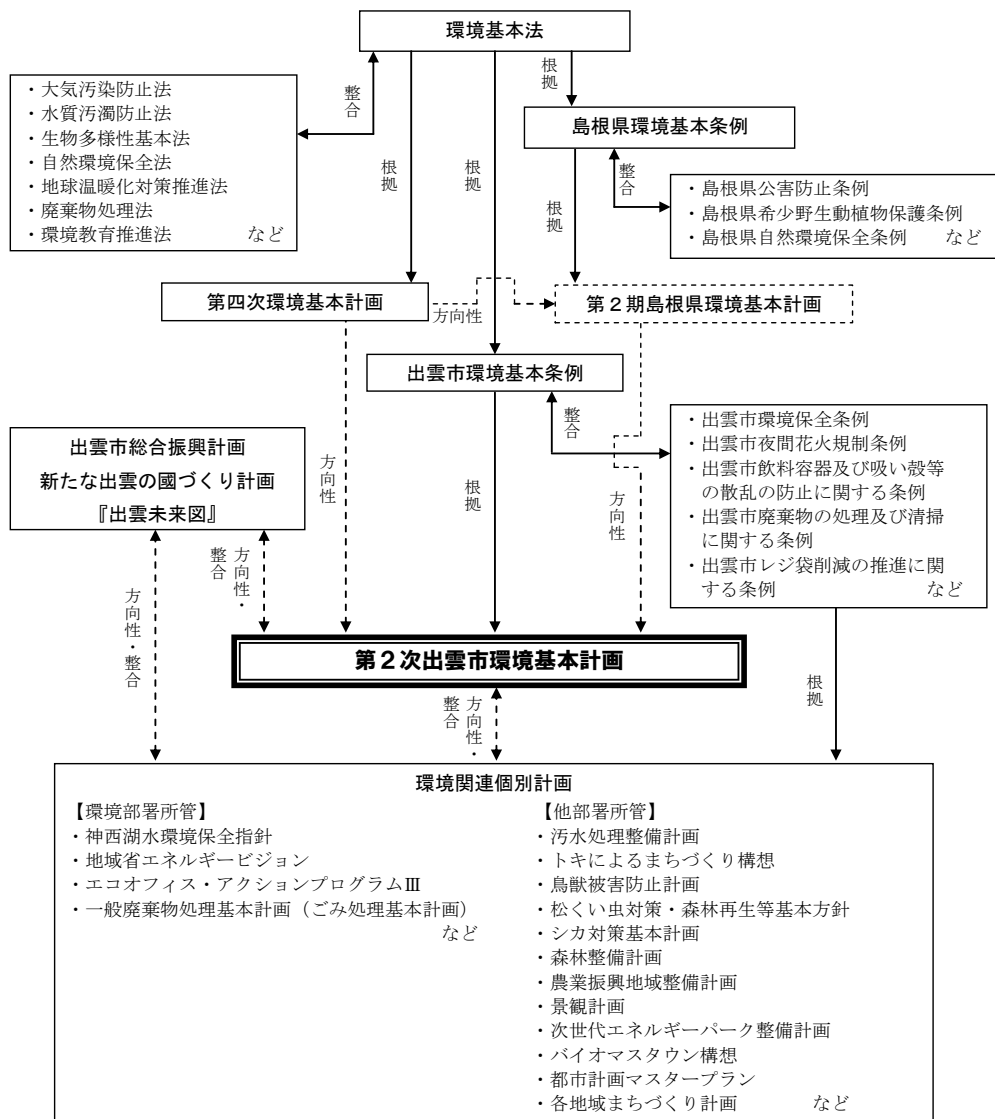 環境基本法
根拠
整合
・大気汚染防止法
・水質汚濁防止法
・生物多様性基本法
・自然環境保全法
・地球温暖化対策推進法
・廃棄物処理法
・環境教育推進法 など
島根県環境基本条例
根拠
根拠
整合
・島根県公害防止条例
・島根県希少野生動植物保護条例
・島根県自然環境保全条例 など
根拠
第四次環境基本計画
方向性
第2期島根県環境基本計画
出雲市環境基本条例
整合
・出雲市環境保全条例
・出雲市夜間花火規制条例
・出雲市飲料容器及び吸い殻等
の散乱の防止に関する条例
・出雲市廃棄物の処理及び清掃
に関する条例
・出雲市レジ袋削減の推進に関
する条例 など
出雲市総合振興計画
新たな出雲の國づくり計画
『出雲未来図』
方向性
根拠
方向性
方向性・
整合
方向性・整合
第2次出雲市環境基本計画
根拠
方向性・
整合
環境関連個別計画
【環境部署所管】
・神西湖水環境保全指針
・地域省エネルギービジョン
・エコオフィス・アクションプログラムⅢ
・一般廃棄物処理基本計画（ごみ処理基本計画）
など
【他部署所管】
・汚水処理整備計画
・トキによるまちづくり構想
・鳥獣被害防止計画
・松くい虫対策・森林再生等基本方針
・シカ対策基本計画
・森林整備計画
・農業振興地域整備計画
・景観計画
・次世代エネルギーパーク整備計画
・バイオマスタウン構想
・都市計画マスタープラン
・各地域まちづくり計画 など